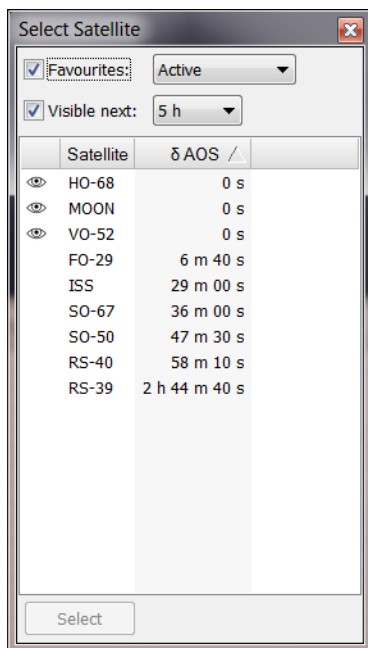 Select Satellite
Favourites: Active
Visible next: 5 h
Satellite δ AOS
HO-68 0 s
MOON 0 s
VO-52 0 s
FO-29 6 m 40 s
ISS 29 m 00 s
SO-67 36 m 00 s
SO-50 47 m 30 s
RS-40 58 m 10 s
RS-39 2 h 44 m 40 s
Select